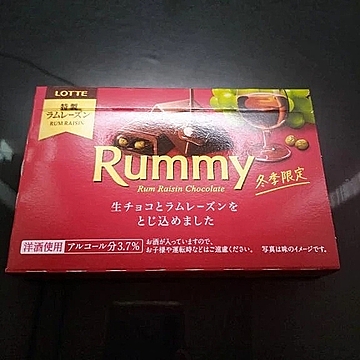 LOTTE
特製
ラムレーズン
RUM RAISIN
Rummy
Rum Raisin Chocolate
冬季限定
生チョコとラムレーズンを
とじ込めました
洋酒使用 アルコール分3.7%
お酒が入っていますので、
お子様や運転時などはご遠慮ください。 写真は味のイメージです。